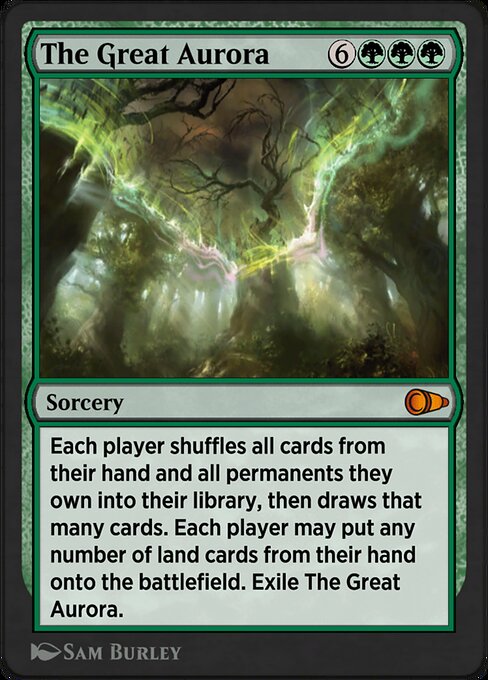 The Great Aurora 6
Sorcery
Each player shuffles all cards from
their hand and all permanents they
own into their library, then draws that
many cards. Each player may put any
number of land cards from their hand
onto the battlefield. Exile The Great
Aurora.
Sam Burley